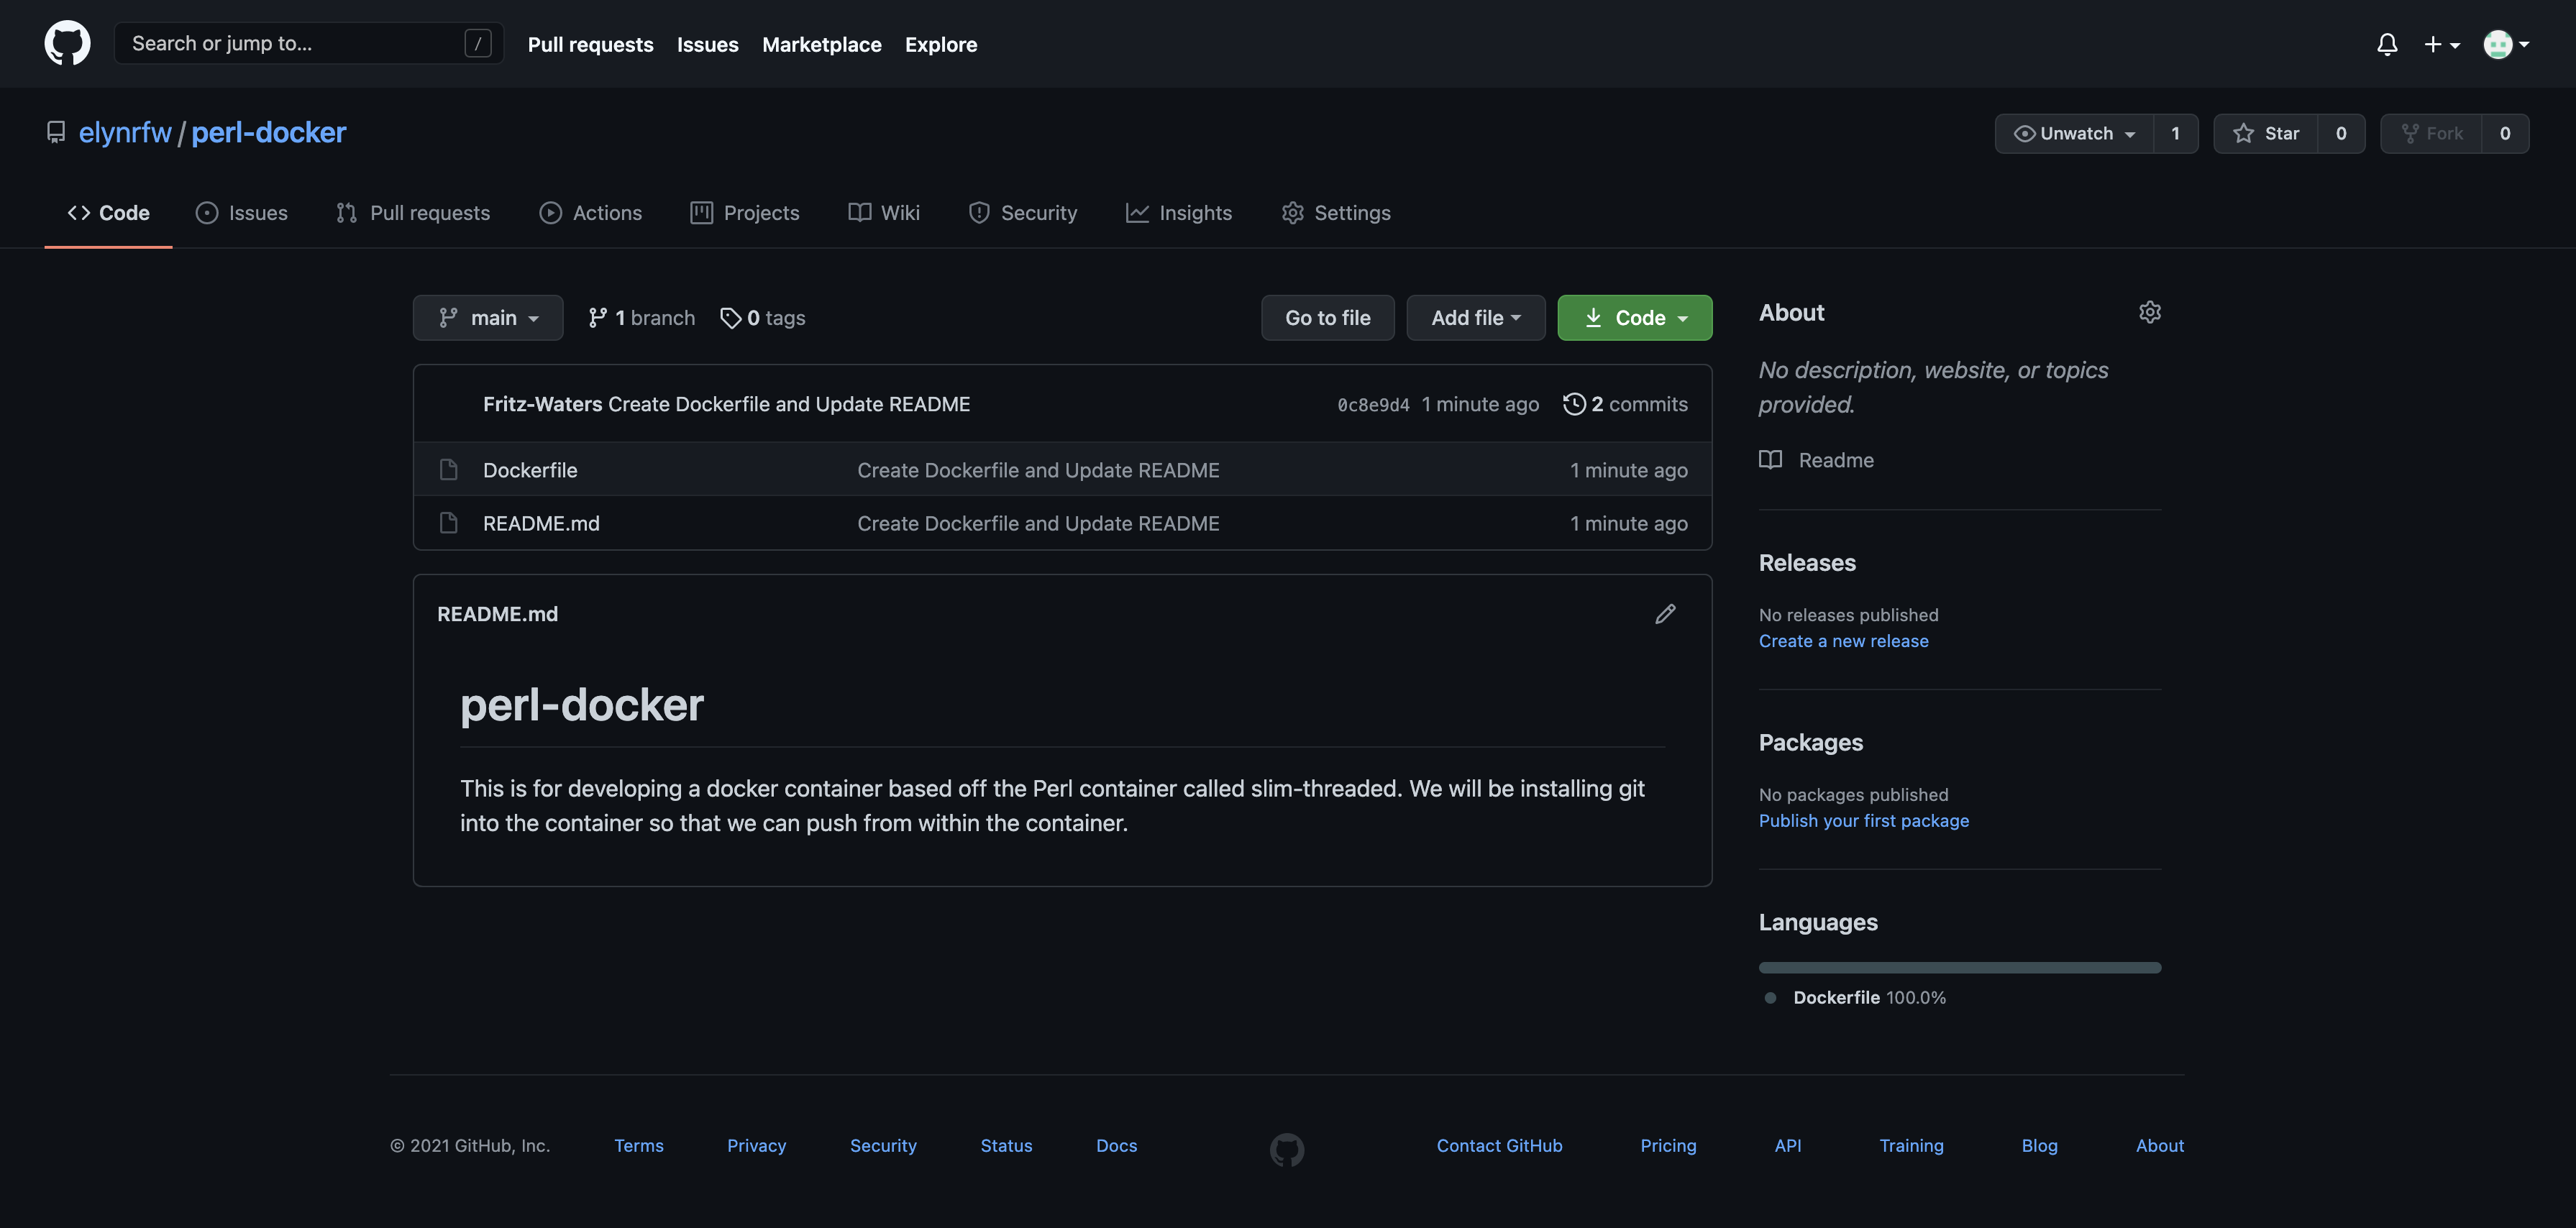 Search or jump to... /
Pull requests Issues Marketplace Explore
elynrfw / perl-docker
Unwatch 1 Star 0 Fork 0
Code Issues Pull requests Actions Projects Wiki Security Insights Settings
main 1 branch 0 tags
Go to file Add file Code
Fritz-Waters Create Dockerfile and Update README 0c8e9d4 1 minute ago 2 commits
Dockerfile Create Dockerfile and Update README 1 minute ago
README.md Create Dockerfile and Update README 1 minute ago
README.md
perl-docker
This is for developing a docker container based off the Perl container called slim-threaded. We will be installing git
into the container so that we can push from within the container.
About
No description, website, or topics
provided.
Readme
Releases
No releases published
Create a new release
Packages
No packages published
Publish your first package
Languages
Dockerfile 100.0%
© 2021 GitHub, Inc. Terms Privacy Security Status Docs Contact GitHub Pricing API Training Blog About